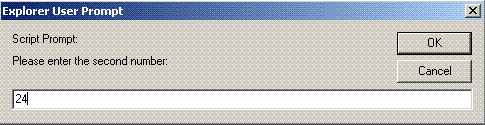 Explorer User Prompt
Script Prompt:
OK
Please enter the second number:
Cancel
24